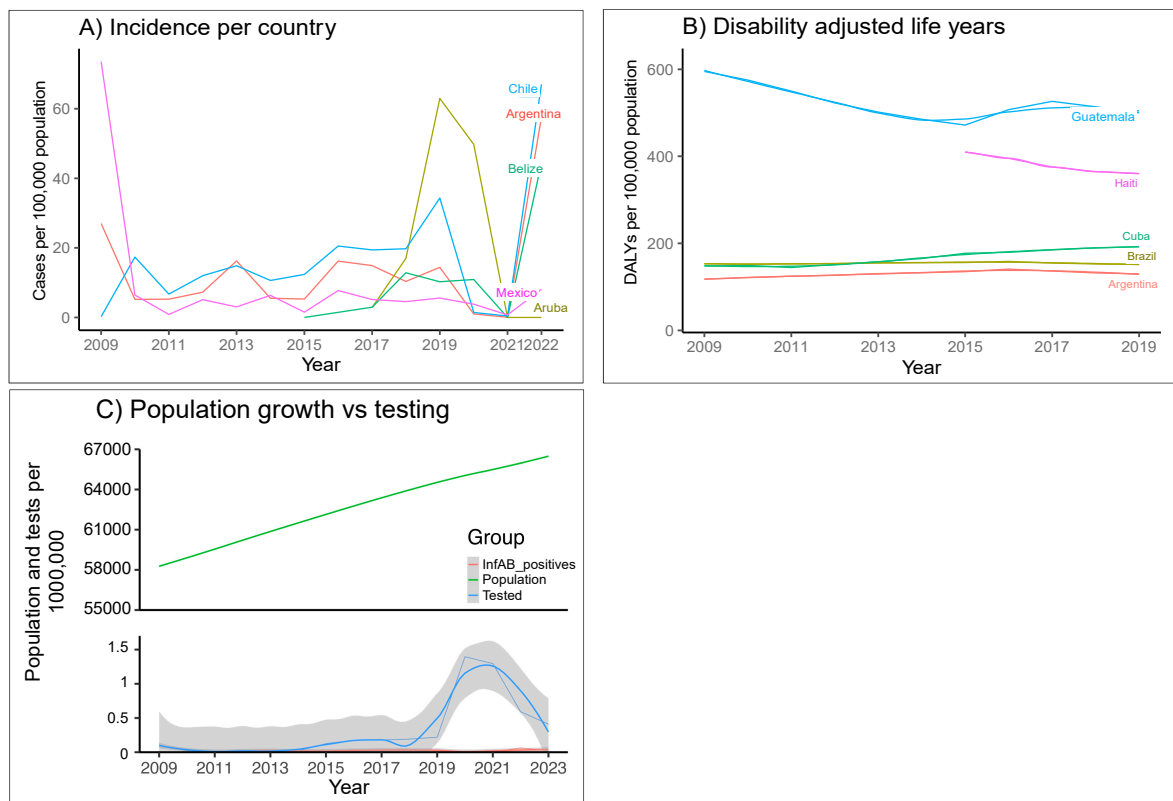 A) Incidence per country
Cases per 100,000 population
60
40
20
0
Chile
Argentina
Belize
Mexico
Aruba
2009
2011
2013
2015
2017
2019
2021
2022
Year
B) Disability adjusted life years
DALYs per 100,000 population
600
400
200
0
Guatemala
Haiti
Cuba
Brazil
Argentina
2009
2011
2013
2015
2017
2019
Year
C) Population growth vs testing
Population and tests per
1000,000
67000
64000
61000
58000
55000
Group
InfAB_positives
Population
Tested
1.5
1
0.5
0
2009
2011
2013
2015
2017
2019
2021
2023
Year